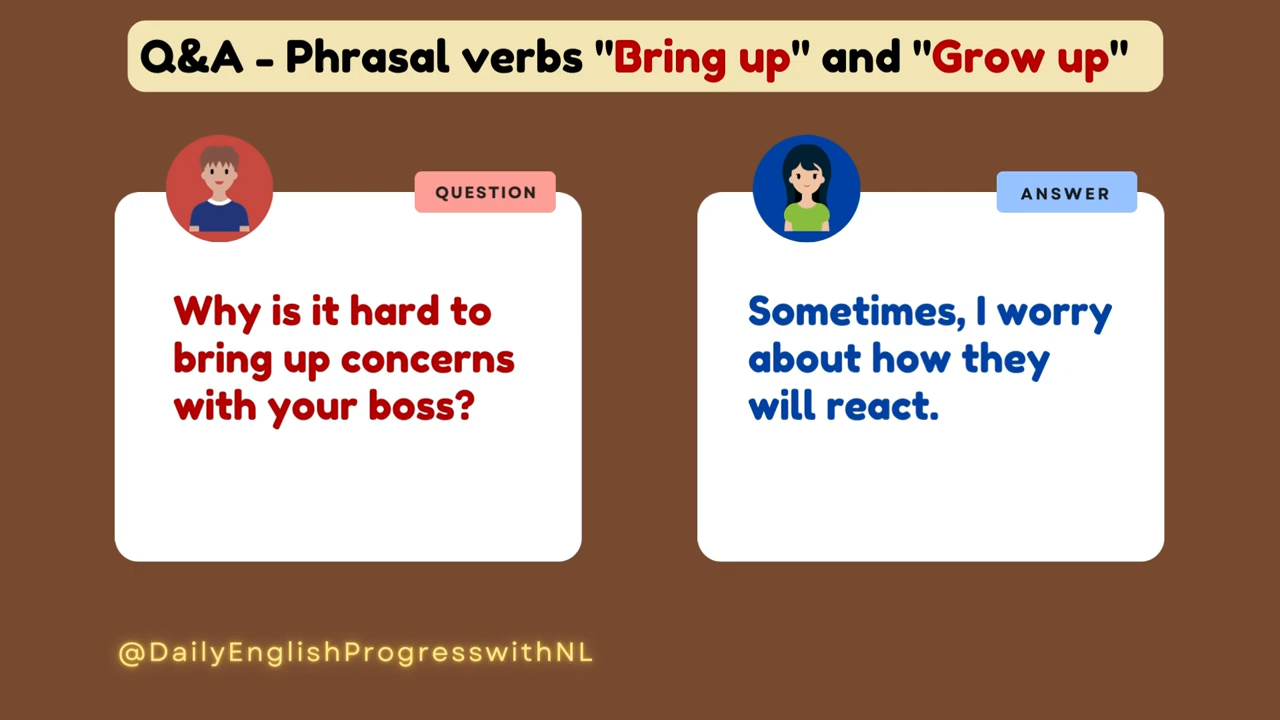 Q&A - Phrasal verbs "Bring up" and "Grow up"
QUESTION
Why is it hard to
bring up concerns
with your boss?
ANSWER
Sometimes, I worry
about how they
will react.
@DailyEnglishProgresswithNL